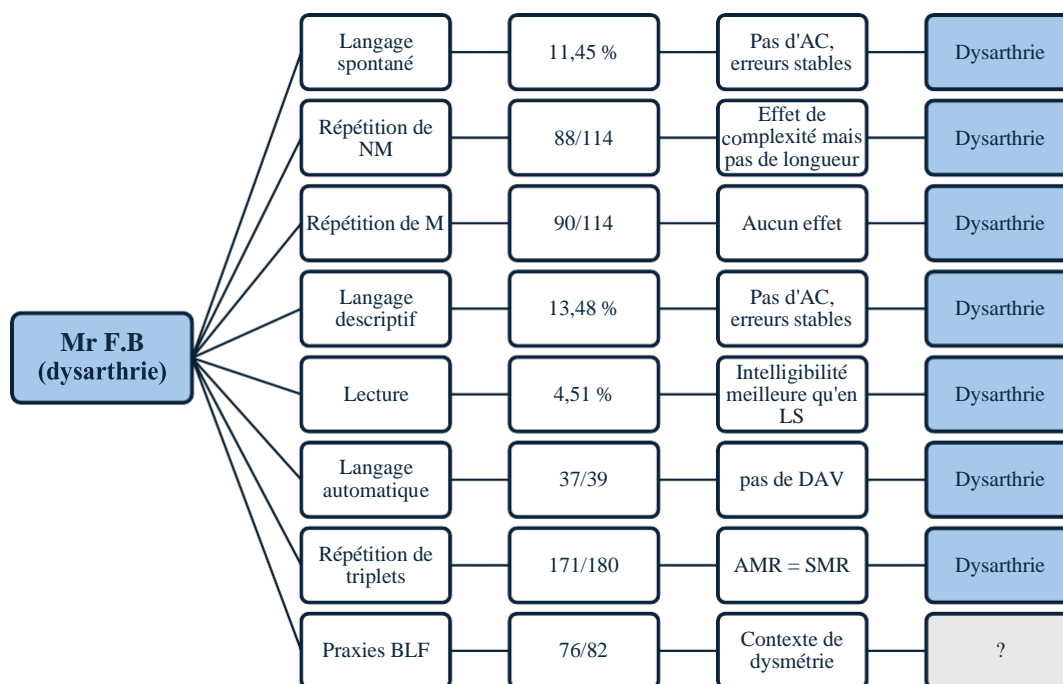 Langage
spontané
11,45 %
Pas d'AC,
erreurs stables
Dysarthrie
Répétition de
NM
88/114
Effet de
complexité mais
pas de longueur
Dysarthrie
Répétition de M
90/114
Aucun effet
Dysarthrie
Langage
descriptif
13,48 %
Pas d'AC,
erreurs stables
Dysarthrie
Mr F.B
(dysarthrie)
Lecture
4,51 %
Intelligibilité
meilleure qu'en
LS
Dysarthrie
Langage
automatique
37/39
pas de DAV
Dysarthrie
Répétition de
triplets
171/180
AMR = SMR
Dysarthrie
Praxies BLF
76/82
Contexte de
dysmétrie
?